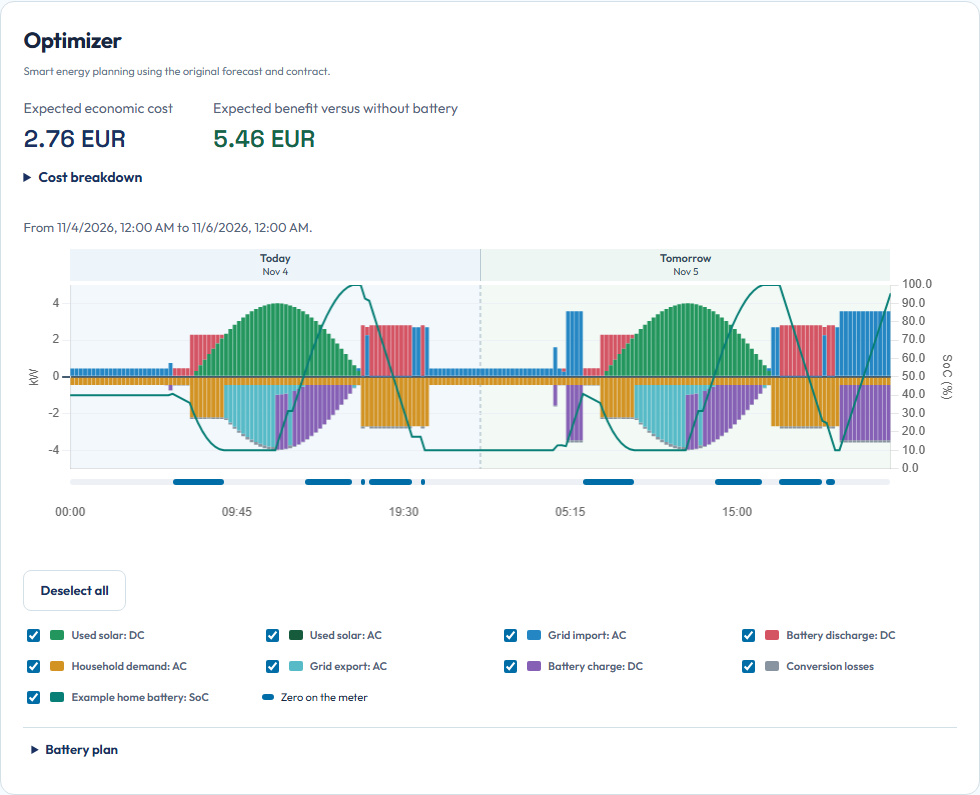 Optimizer
Smart energy planning using the original forecast and contract.
Expected economic cost
Expected benefit versus without battery
2.76 EUR
5.46 EUR
Cost breakdown
From 11/4/2026, 12:00 AM to 11/6/2026, 12:00 AM.
Today
Nov 4
Tomorrow
Nov 5
kW
4
2
0
-2
-4
100.0
90.0
80.0
70.0
60.0
50.0
40.0
30.0
20.0
10.0
0.0
SoC (%)
00:00
09:45
19:30
05:15
15:00
Deselect all
Used solar: DC
Used solar: AC
Grid import: AC
Battery discharge: DC
Household demand: AC
Grid export: AC
Battery charge: DC
Conversion losses
Example home battery: SoC
Zero on the meter
Battery plan